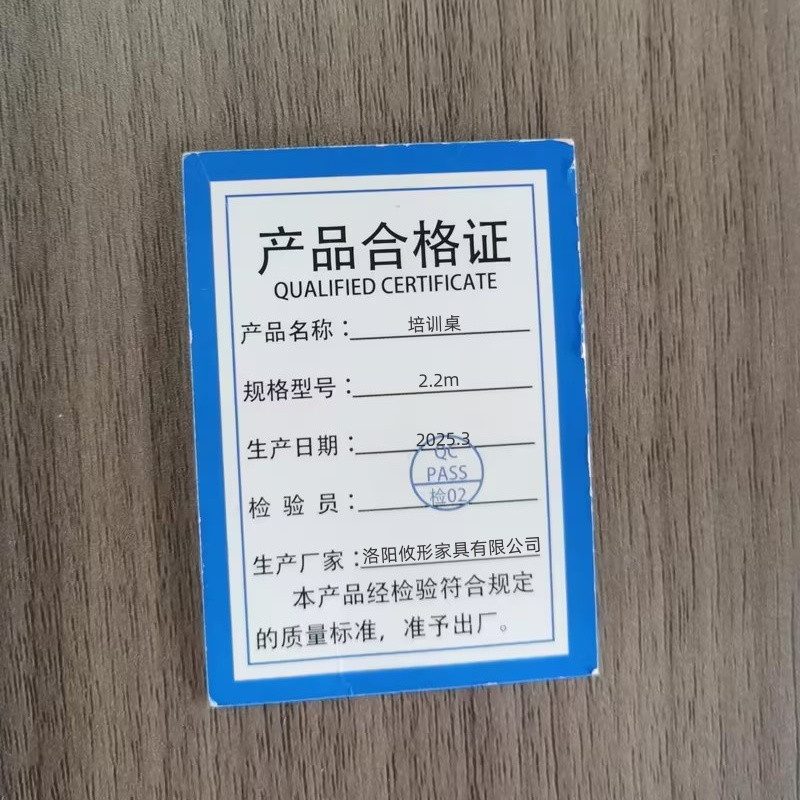 产品合格证
QUALIFIED CERTIFICATE
产品名称：培训桌
规格型号：2.2m
生产日期：2025.3
QC
PASS
检验员：检02
生产厂家：洛阳攸形家具有限公司
本产品经检验符合规定
的质量标准，准予出厂。